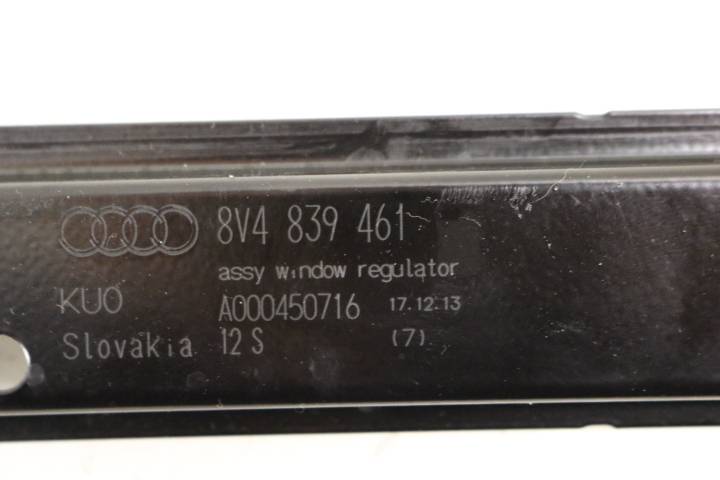 8V4 839 461
assy window regulator
KUO A000450716 17.12.13
Slovakia 12 S (7)